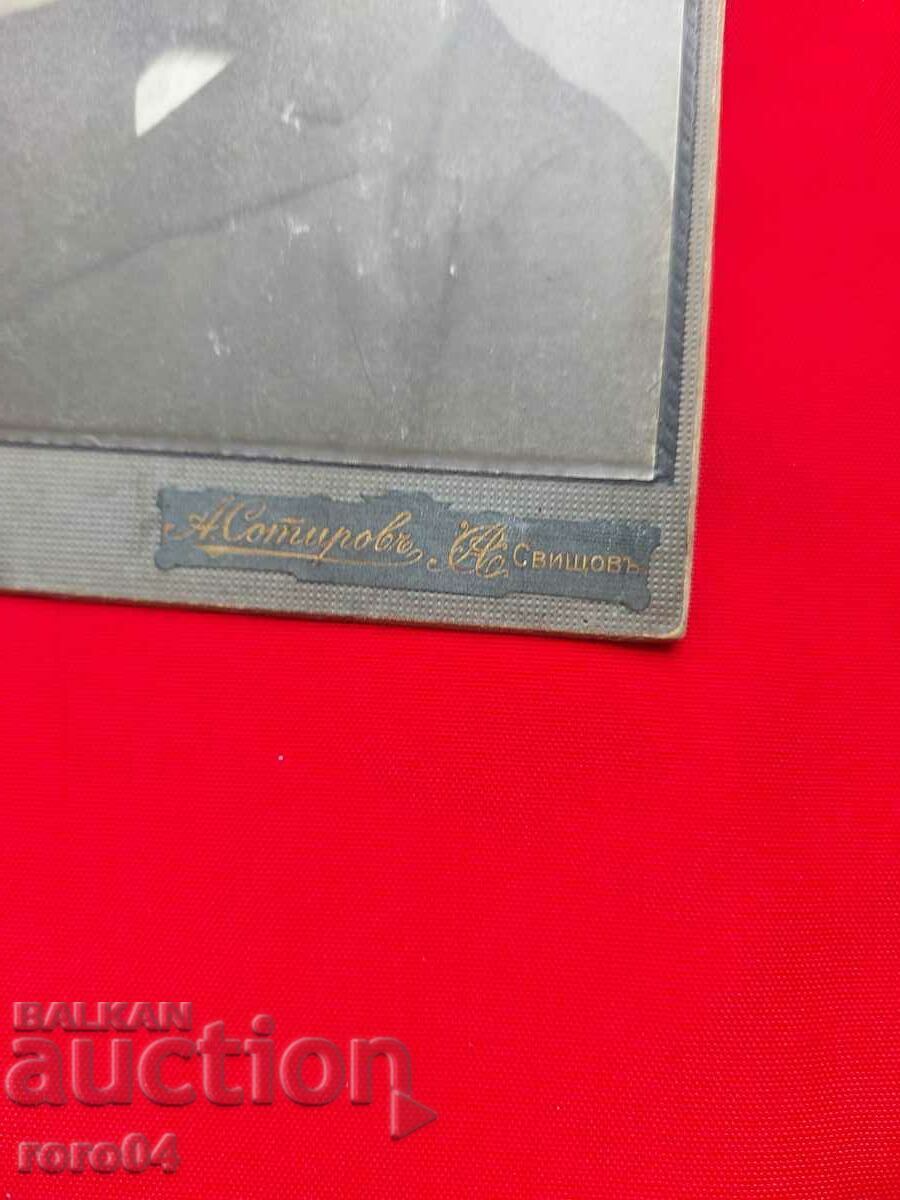 А. Сотировъ. АС Свищовъ
BALKAN
auction
roro04